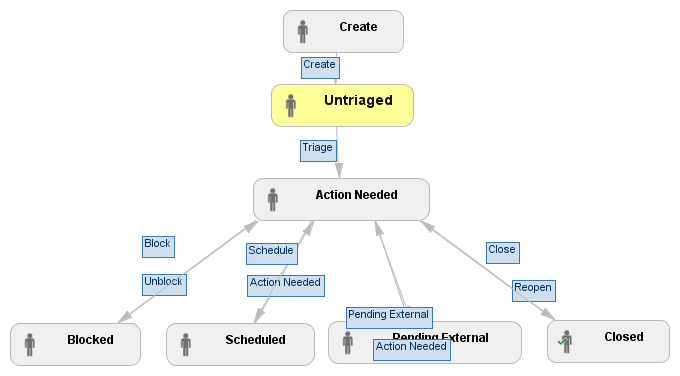 Create
Create
Untriaged
Triage
Action Needed
Block
Schedule
Close
Unblock
Action Needed
Reopen
Pending External
Blocked
Scheduled
Pending External
Closed
Action Needed